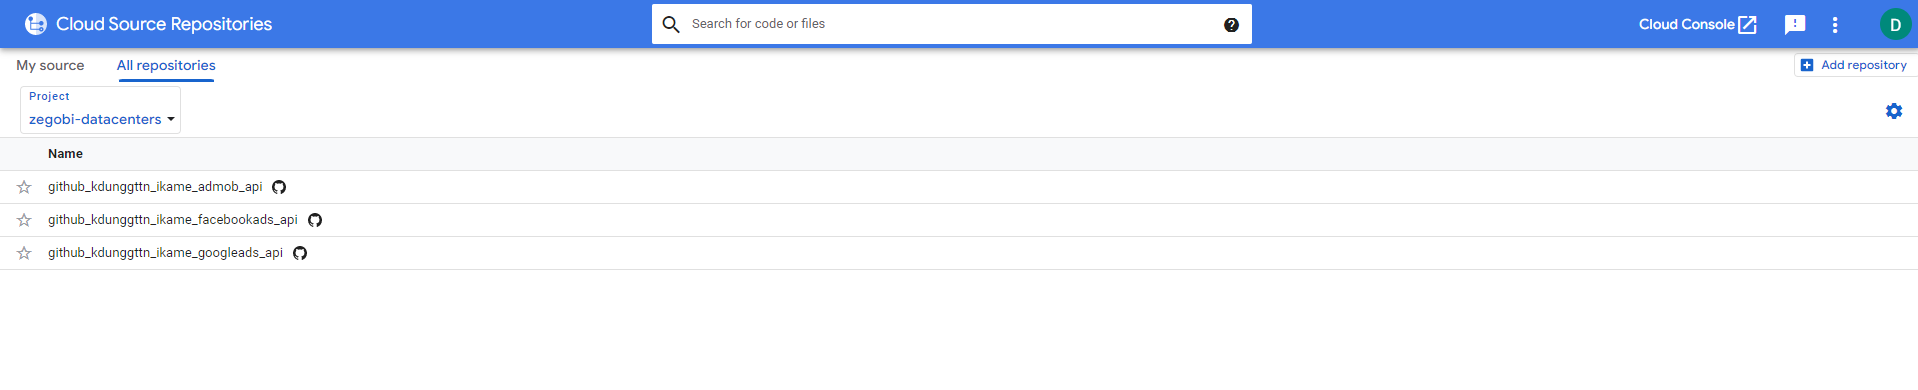 Cloud Source Repositories
Search for code or files
?
Cloud Console
!
D
My source
All repositories
Add repository
Project
zegobi-datacenters
Name
github_kdunggttn_ikame_admob_api
github_kdunggttn_ikame_facebookads_api
github_kdunggttn_ikame_googleads_api